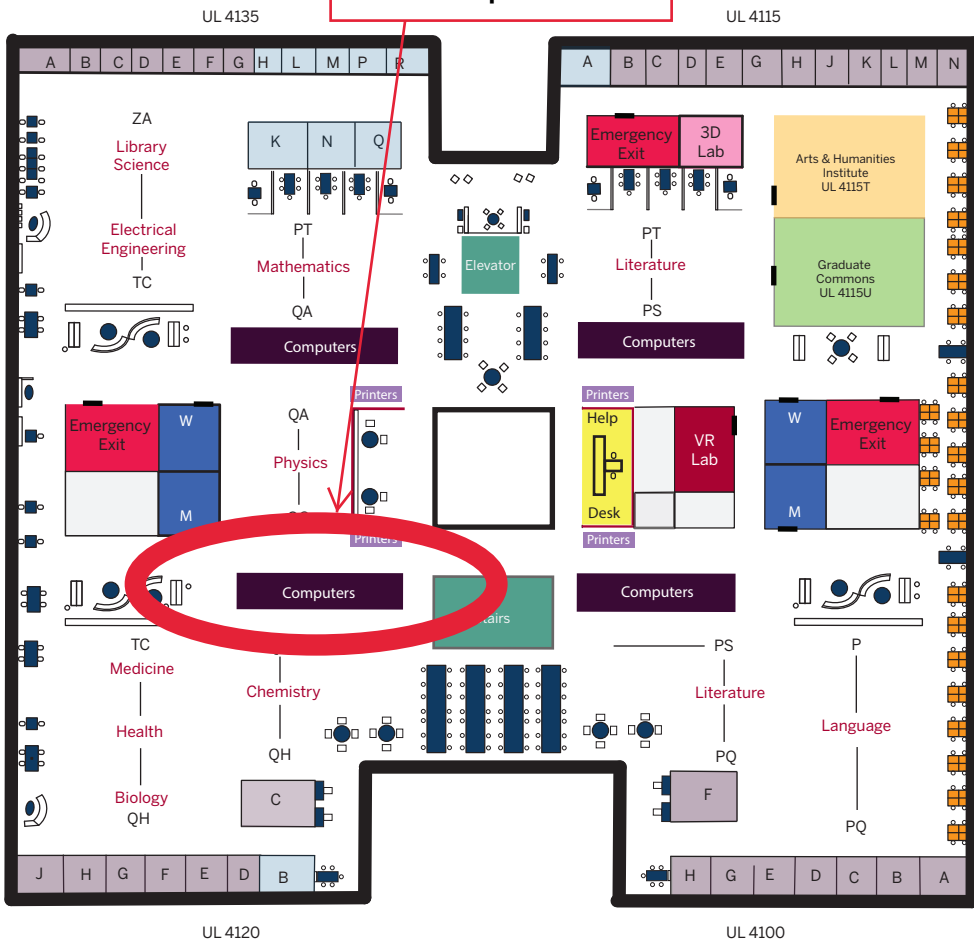 UL 4135
UL 4115
A B C D E F G H L M P R
A B C D E G H J K L M N
ZA
Library
Science
Electrical
Engineering
TC
K N Q
PT
Mathematics
QA
Computers
Elevator
Emergency
Exit
3D
Lab
PT
Literature
PS
Computers
Arts & Humanities
Institute
UL 4115T
Graduate
Commons
UL 4115U
Emergency
Exit
W
M
QA
Physics
Printers
Printers
Printers
Help
Desk
Printers
VR
Lab
W
M
Emergency
Exit
Computers
Computers
TC
Medicine
Health
Biology
QH
Chemistry
QH
C
PS
Literature
PQ
F
P
Language
PQ
J H G F E D B
H G E D C B A
UL 4120
UL 4100